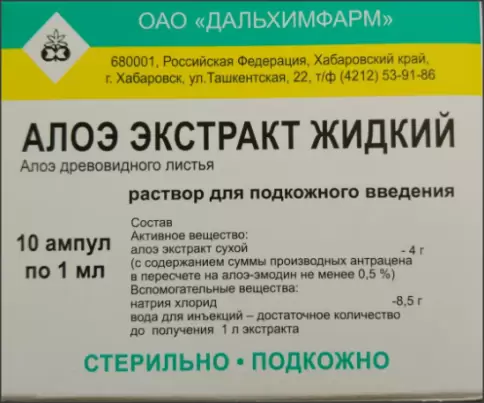 ОАО «ДАЛЬХИМФАРМ»
680001, Российская Федерация, Хабаровский край,
г. Хабаровск, ул.Ташкентская, 22, т/ф (4212) 53-91-86
АЛОЭ ЭКСТРАКТ ЖИДКИЙ
Алоэ древовидного листья
раствор для подкожного введения
10 ампул
по 1 мл
Состав
Активное вещество:
алоэ экстракт сухой - 4 г
(с содержанием суммы производных антрацена
в пересчете на алоэ-эмодин не менее 0,5 %)
Вспомогательные вещества:
натрия хлорид -8,5 г
вода для инъекций – достаточное количество
до получения 1 л экстракта
СТЕРИЛЬНО • ПОДКОЖНО